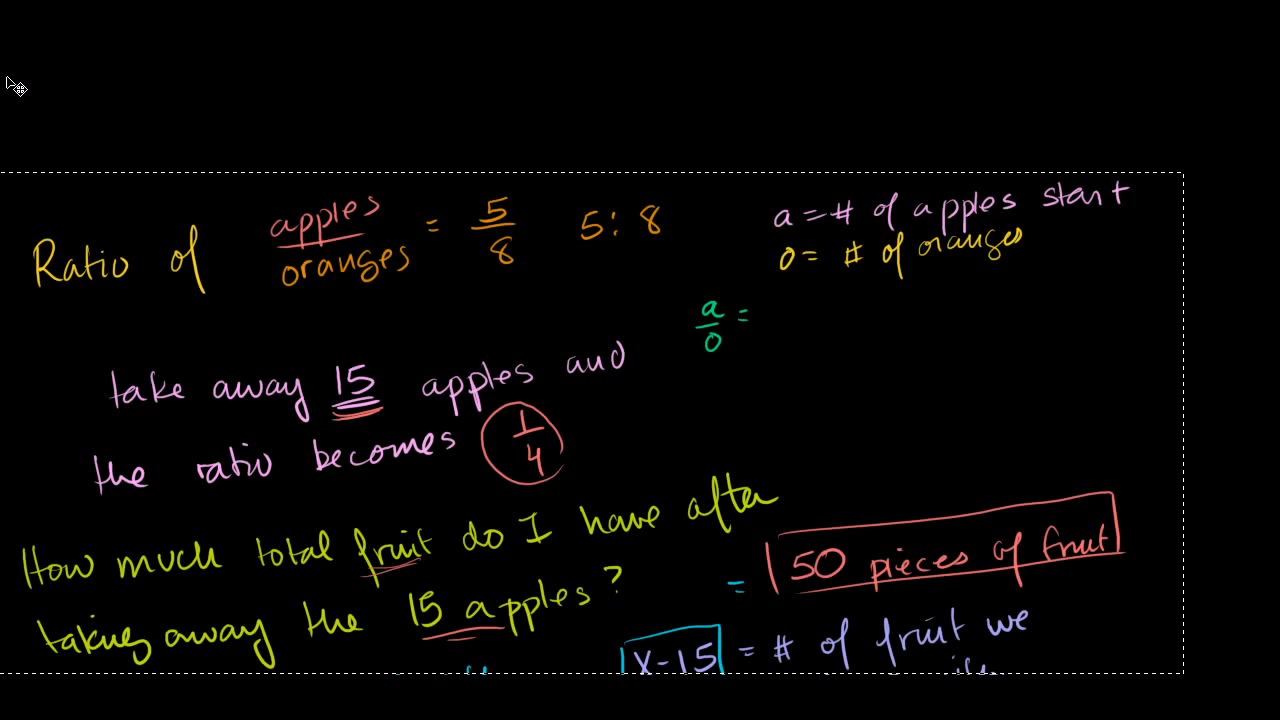 a = # of apples start
Ratio of apples / oranges = 5/8 5:8
o = # of oranges
a/o =
take away 15 apples and
the ratio becomes 1/4
How much total fruit do I have after
taking away the 15 apples?
= 50 pieces of fruit
x-15 = # of fruit we